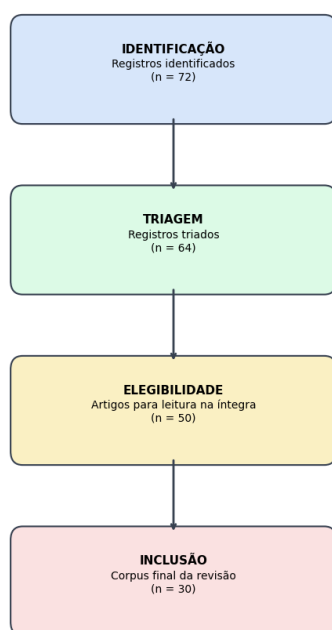 IDENTIFICAÇÃO
Registros identificados
(n = 72)
TRIAGEM
Registros triados
(n = 64)
ELEGIBILIDADE
Artigos para leitura na íntegra
(n = 50)
INCLUSÃO
Corpus final da revisão
(n = 30)